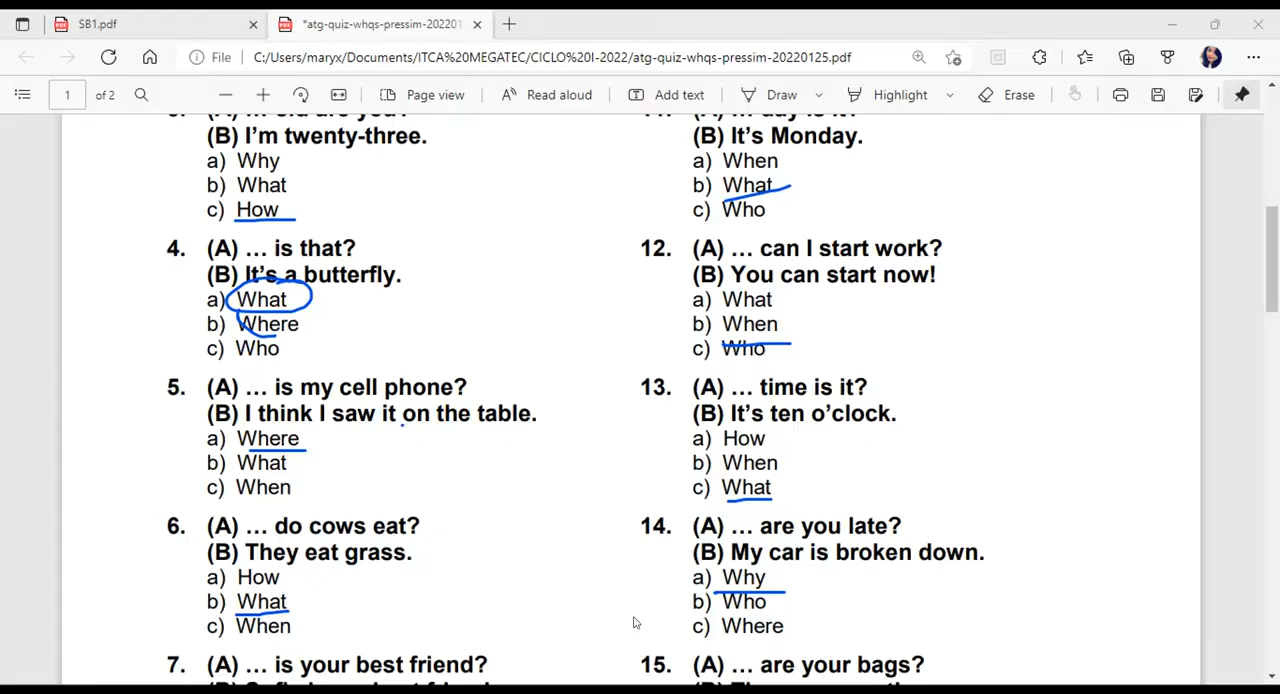 SB1.pdf
*atg-quiz-whqs-pressim-202201
File
C:/Users/maryx/Documents/ITCA%20MEGATEC/CICLO%20I-2022/atg-quiz-whqs-pressim-20220125.pdf
1 of 2
Page view
Read aloud
Add text
Draw
Highlight
Erase
(B) I'm twenty-three.
a) Why
b) What
c) How
4. (A) … is that?
(B) It's a butterfly.
a) What
b) Where
c) Who
5. (A) … is my cell phone?
(B) I think I saw it on the table.
a) Where
b) What
c) When
6. (A) … do cows eat?
(B) They eat grass.
a) How
b) What
c) When
7. (A) … is your best friend?
(B) It's Monday.
a) When
b) What
c) Who
12. (A) … can I start work?
(B) You can start now!
a) What
b) When
c) Who
13. (A) … time is it?
(B) It's ten o'clock.
a) How
b) When
c) What
14. (A) … are you late?
(B) My car is broken down.
a) Why
b) Who
c) Where
15. (A) … are your bags?